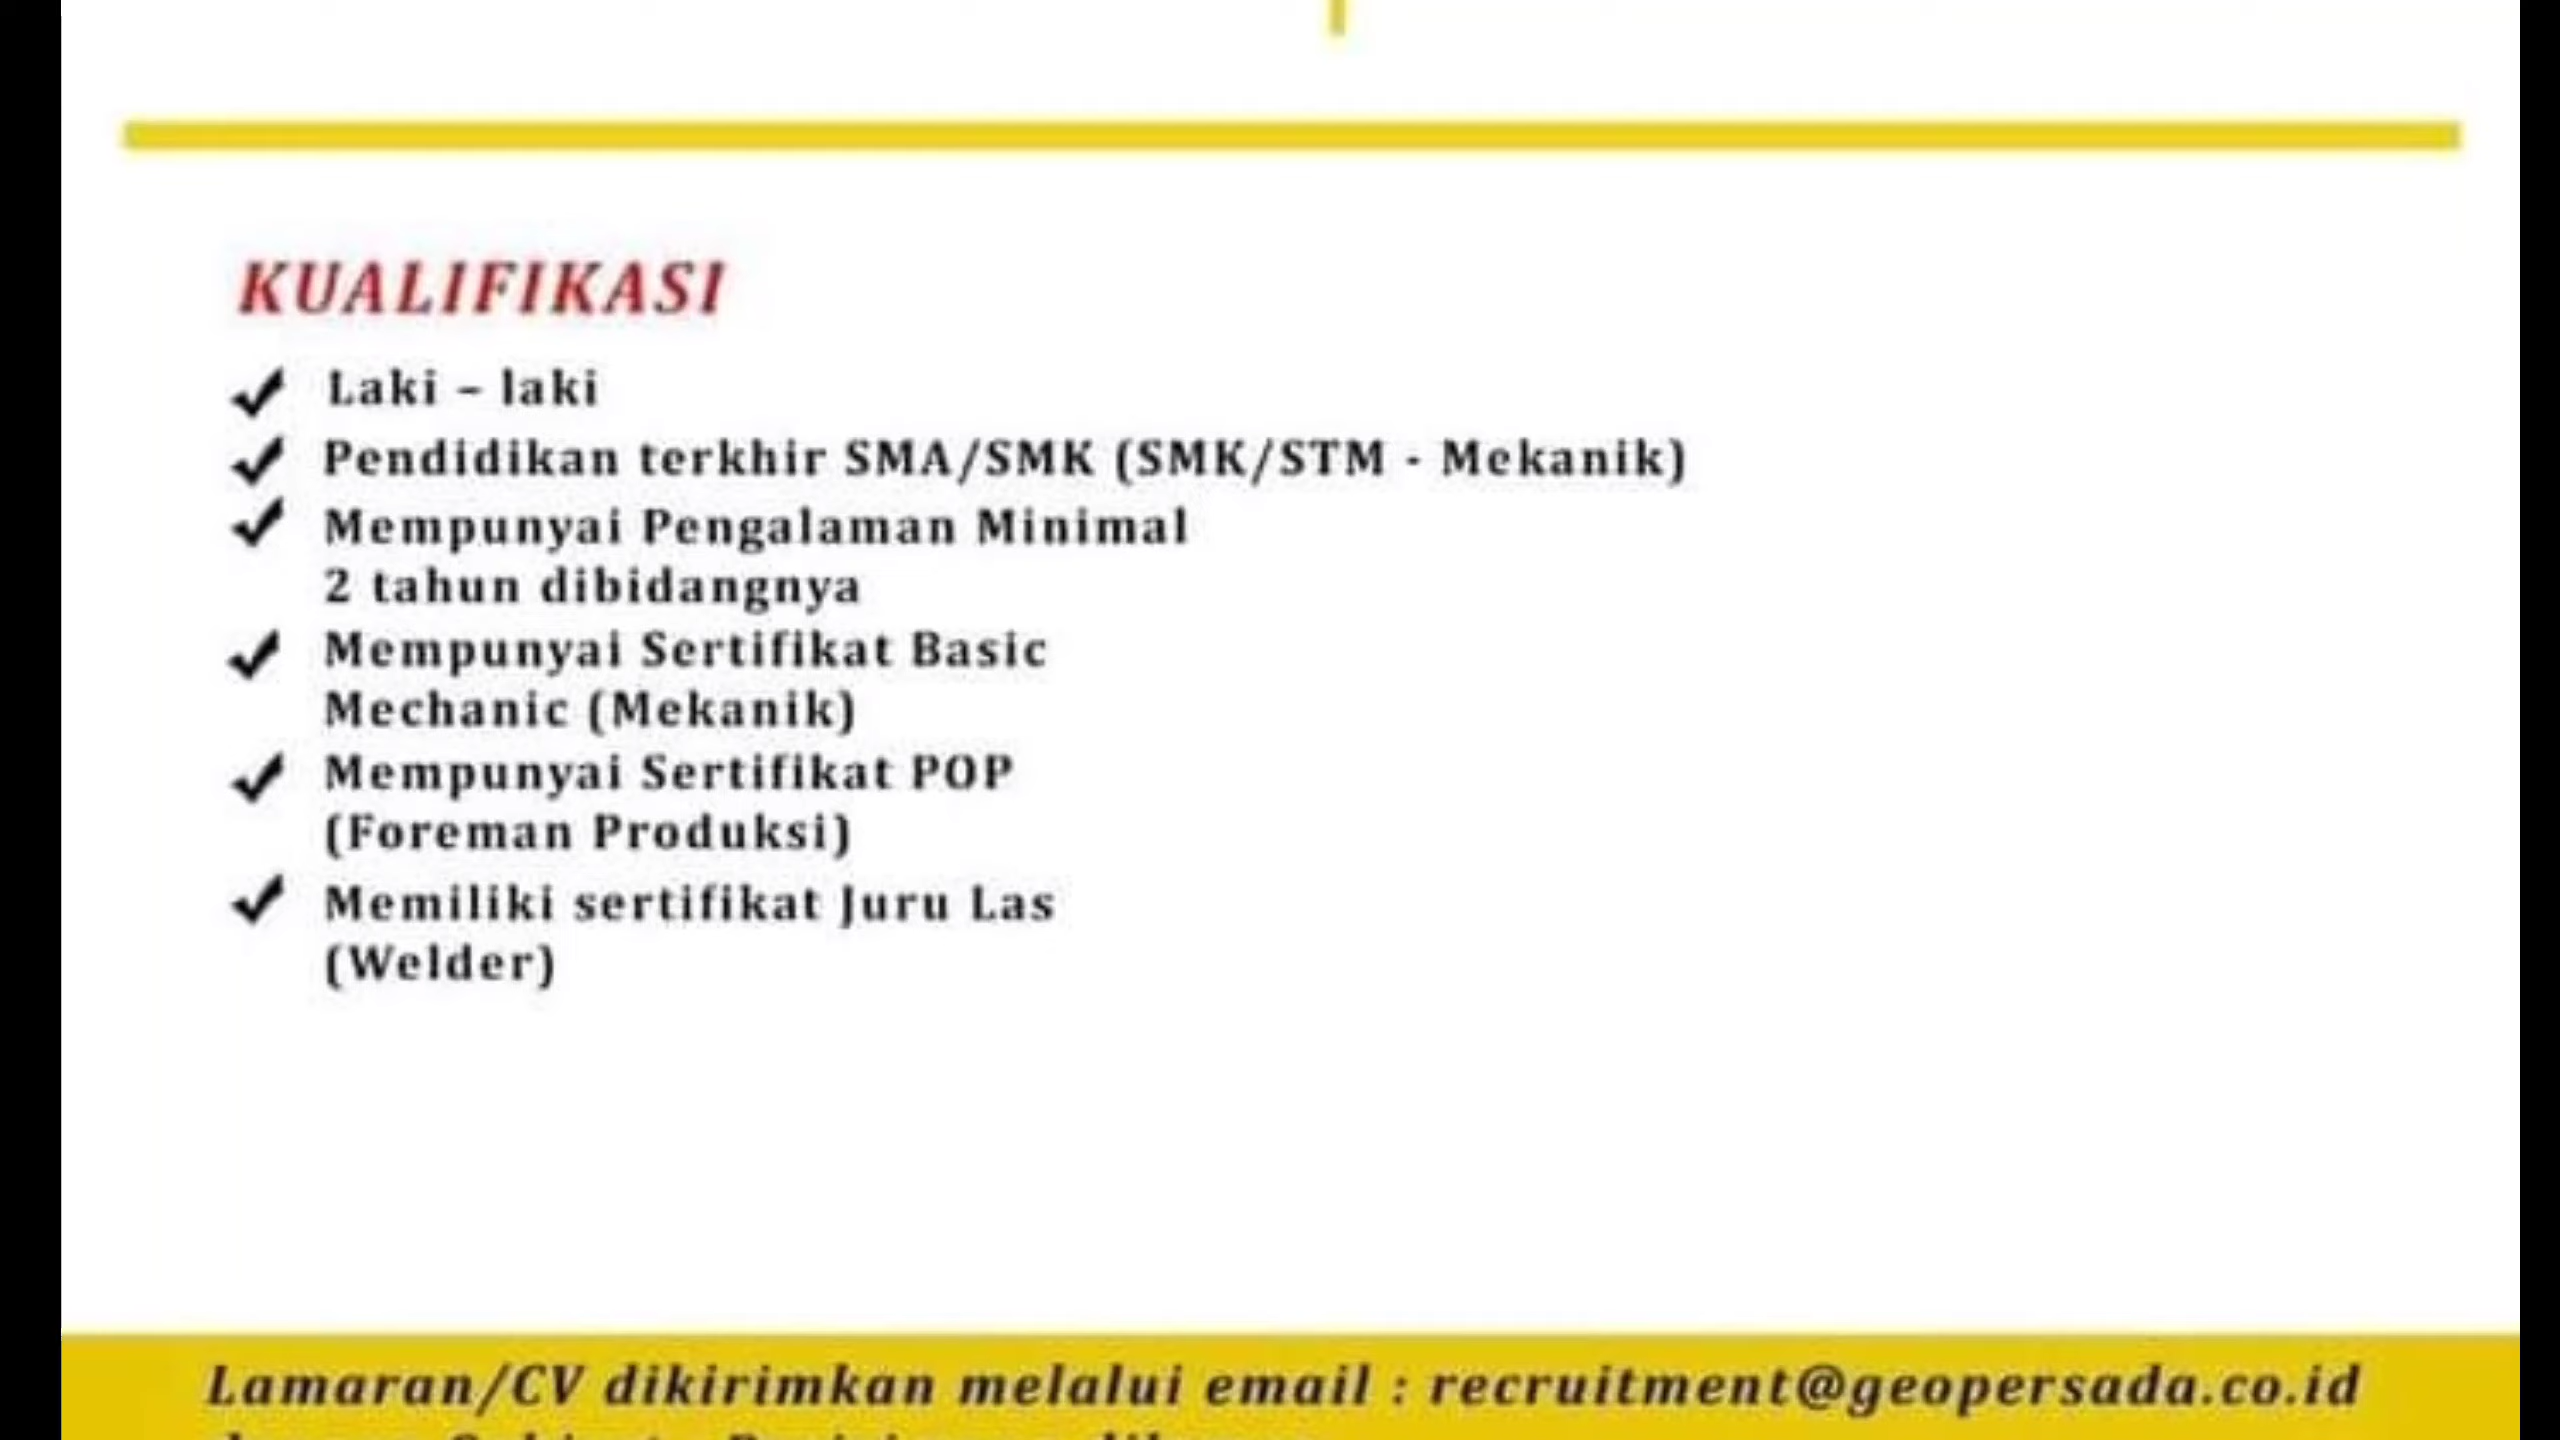 KUALIFIKASI
Laki – laki
Pendidikan terkhir SMA/SMK (SMK/STM - Mekanik)
Mempunyai Pengalaman Minimal
2 tahun dibidangnya
Mempunyai Sertifikat Basic
Mechanic (Mekanik)
Mempunyai Sertifikat POP
(Foreman Produksi)
Memiliki sertifikat Juru Las
(Welder)
Lamaran/CV dikirimkan melalui email : recruitment@geopersada.co.id